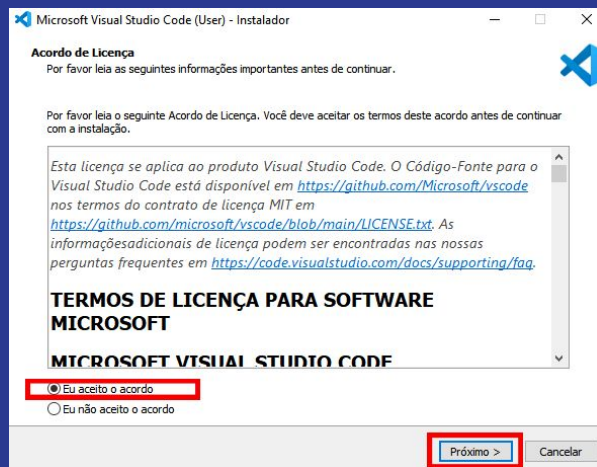 Microsoft Visual Studio Code (User) - Instalador
Acordo de Licença
Por favor leia as seguintes informações importantes antes de continuar.
Por favor leia o seguinte Acordo de Licença. Você deve aceitar os termos deste acordo antes de continuar
com a instalação.
Esta licença se aplica ao produto Visual Studio Code. O Código-Fonte para o
Visual Studio Code está disponível em https://github.com/Microsoft/vscode
nos termos do contrato de licença MIT em
https://github.com/microsoft/vscode/blob/main/LICENSE.txt. As
informaçõesadicionais de licença podem ser encontradas nas nossas
perguntas frequentes em https://code.visualstudio.com/docs/supporting/faq.
TERMOS DE LICENÇA PARA SOFTWARE
MICROSOFT
MICROSOFT VISUAL STUDIO CODE
Eu aceito o acordo
Eu não aceito o acordo
Próximo >
Cancelar